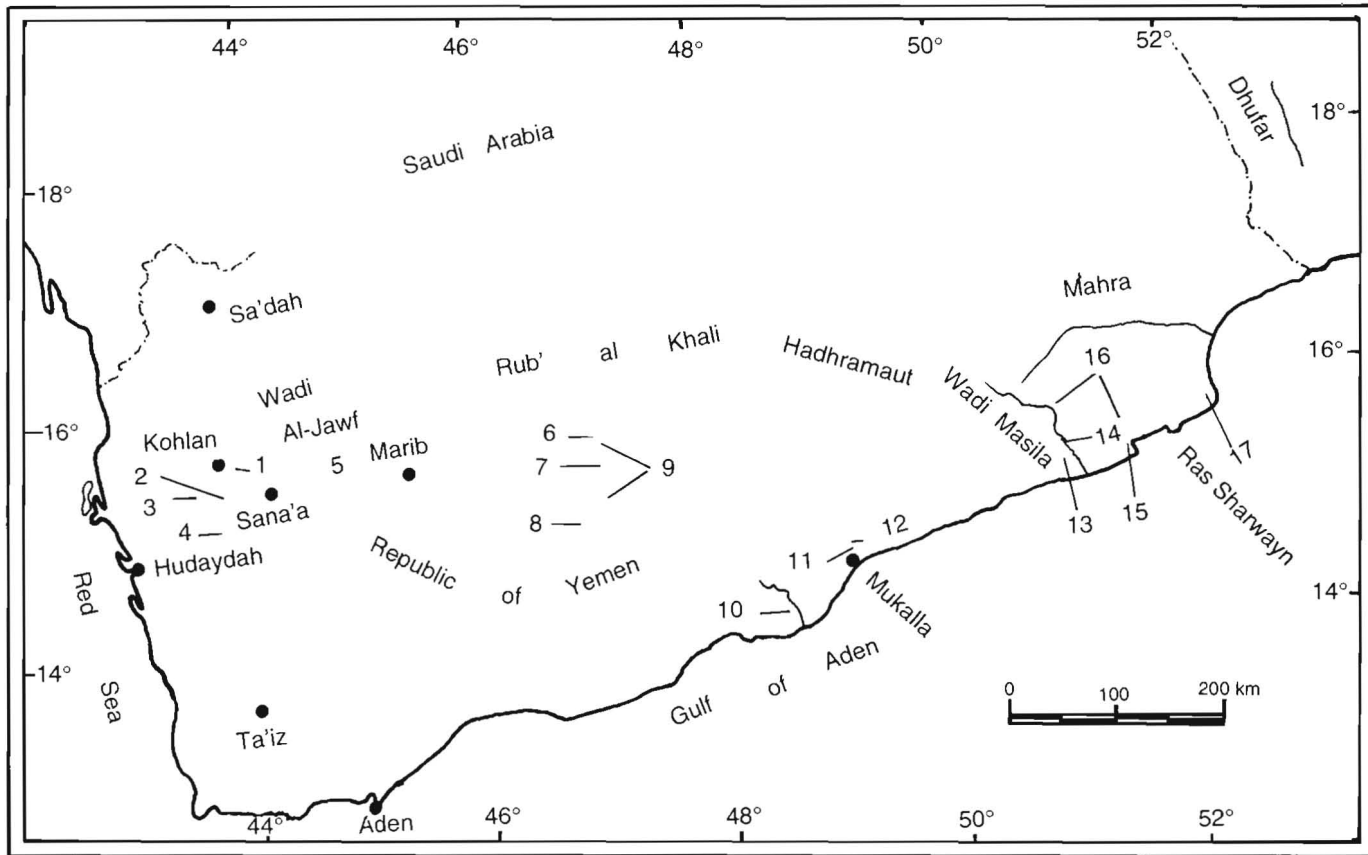 44° 46° 48° 50° 52°
Dhufar
18°
Saudi Arabia
18°
Mahra
Sa'dah
Rub' al Khali
Hadhramaut
16°
16
Wadi
Al-Jawf
Wadi Masila
16°
Kohlan
1
5
Marib
6
14
17
2
7
9
3
Sana'a
Ras Sharwayn
4
8
12
13
15
Hudaydah
Republic of Yemen
11
Red Sea
10
Mukalla
14°
Gulf of Aden
14°
0 100 200 km
Ta'iz
Aden
44° 46° 48° 50° 52°